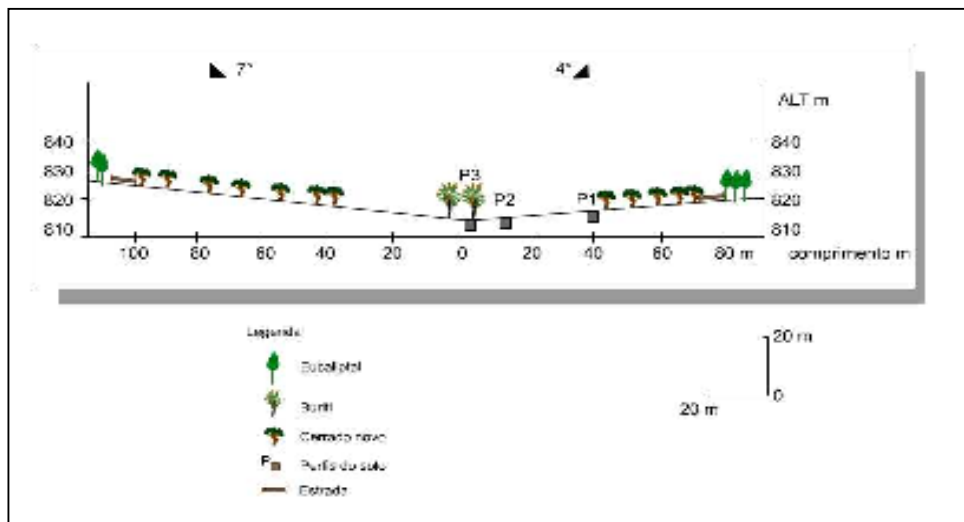 7° 4°
ALT m
840 840
830 830
P3
820 P2 P1 820
810 810
100 80 60 40 20 0 20 40 60 80 m comprimento m
Legenda
20 m
Eucaliptal
0
Buriti
20 m
Cerrado novo
P Perfis do solo
Estrada